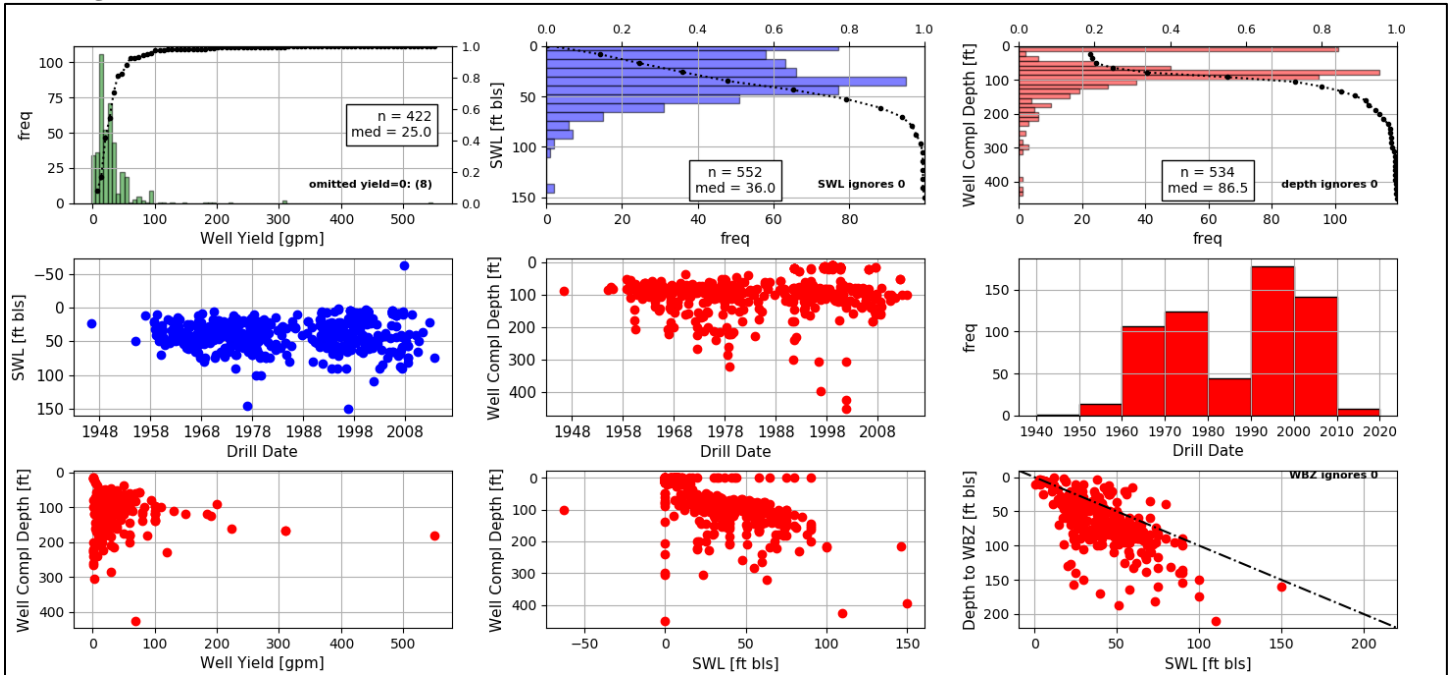 0.0 0.2 0.4 0.6 0.8 1.0
0.0 0.2 0.4 0.6 0.8 1.0
freq
100
75
50
25
0
1.0
0.8
0.6
0.4
0.2
0.0
n = 422
med = 25.0
omitted yield=0: (8)
0 100 200 300 400 500
Well Yield [gpm]
SWL [ft bls]
0
50
100
150
n = 552
med = 36.0
SWL ignores 0
0 20 40 60 80
freq
Well Compl Depth [ft]
0
100
200
300
400
n = 534
med = 86.5
depth ignores 0
0 20 40 60 80 100
freq
SWL [ft bls]
−50
0
50
100
150
1948 1958 1968 1978 1988 1998 2008
Drill Date
Well Compl Depth [ft]
0
100
200
300
400
1948 1958 1968 1978 1988 1998 2008
Drill Date
freq
150
100
50
0
1940 1950 1960 1970 1980 1990 2000 2010 2020
Drill Date
Well Compl Depth [ft]
0
100
200
300
400
0 100 200 300 400 500
Well Yield [gpm]
Well Compl Depth [ft]
0
100
200
300
400
−50 0 50 100 150
SWL [ft bls]
Depth to WBZ [ft bls]
0
50
100
150
200
WBZ ignores 0
0 50 100 150 200
SWL [ft bls]